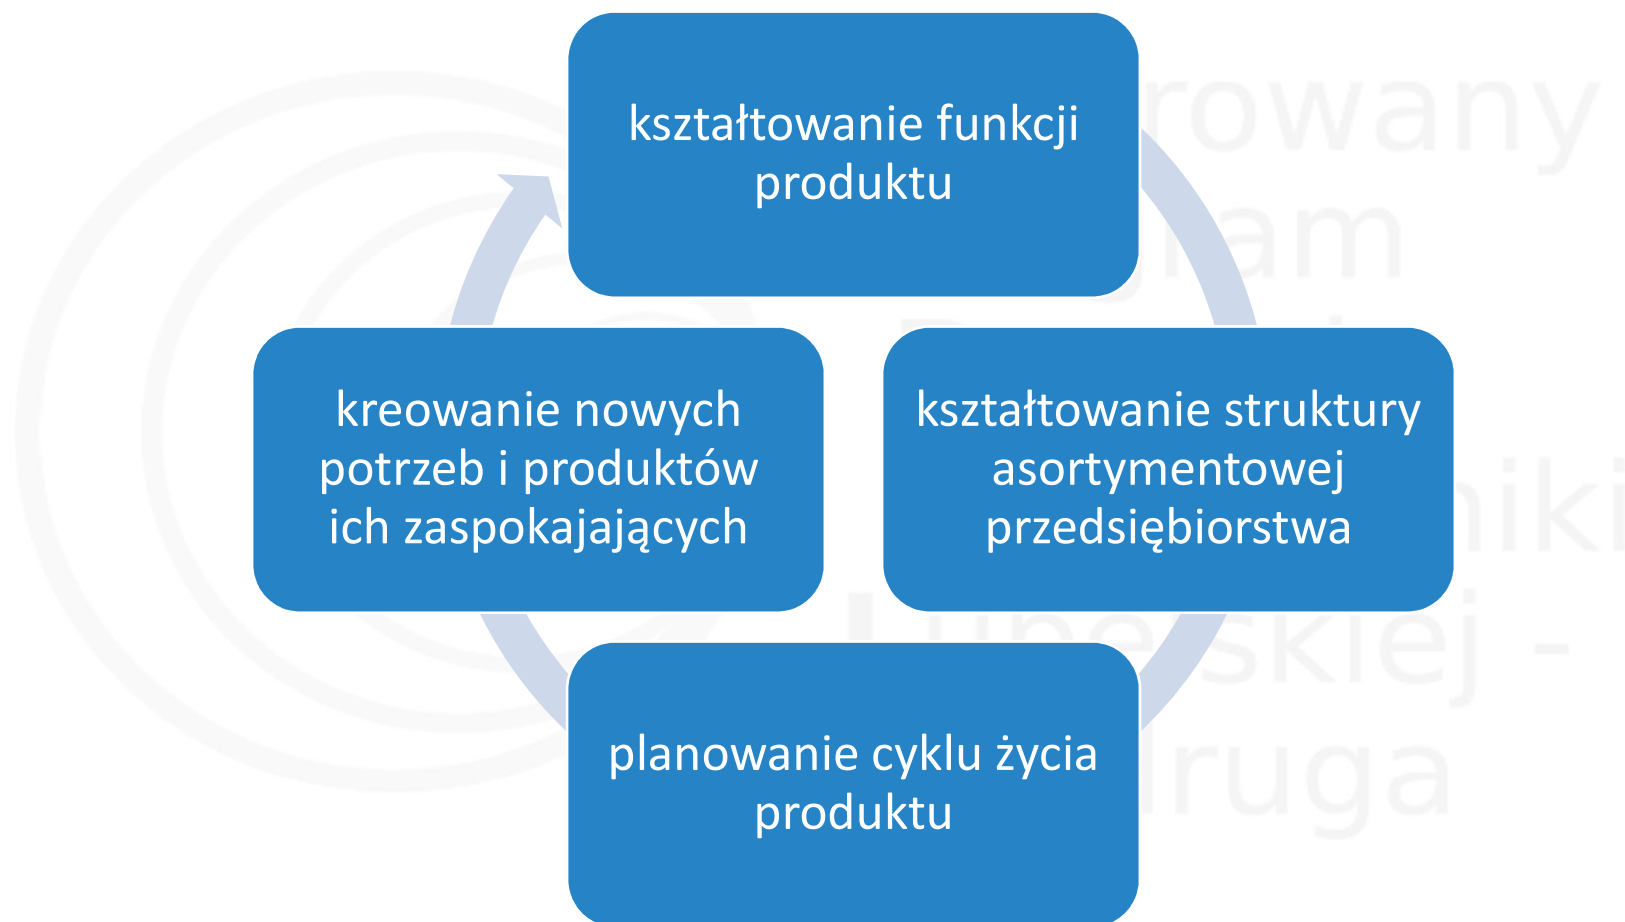 kształtowanie funkcji
produktu
kreowanie nowych
potrzeb i produktów
ich zaspokajających
kształtowanie struktury
asortymentowej
przedsiębiorstwa
planowanie cyklu życia
produktu